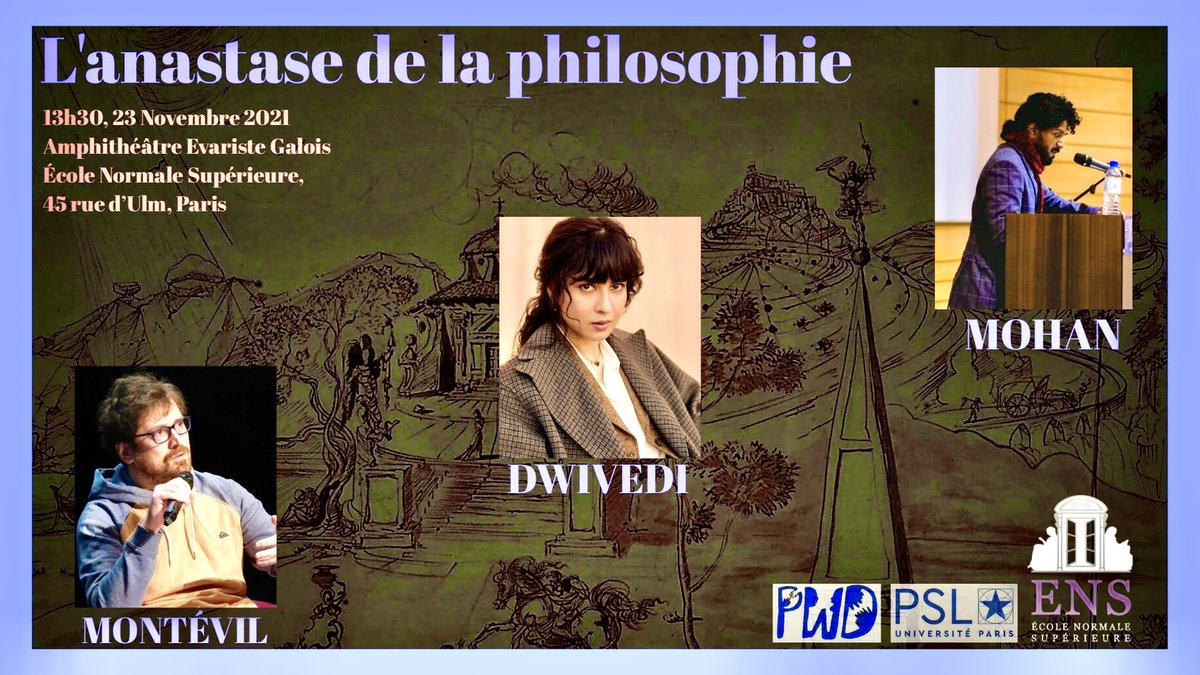 L'anastase de la philosophie
13h30, 23 Novembre 2021
Amphithéâtre Evariste Galois
École Normale Supérieure,
45 rue d'Ulm, Paris
MOHAN
DWIVEDI
MONTÉVIL
PWD
PSL
UNIVERSITÉ PARIS
ENS
ÉCOLE NORMALE
SUPÉRIEURE